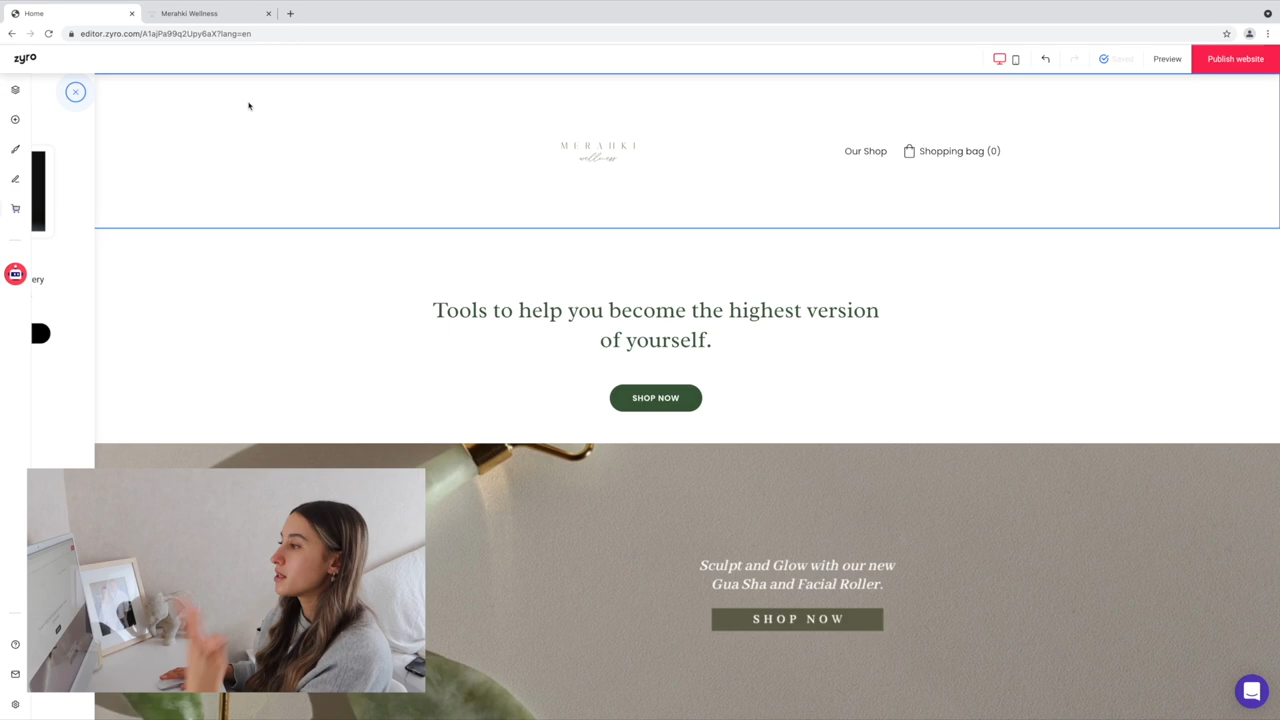 Home
Merahki Wellness
editor.zyro.com/A1ajPa99q2Upy6aX?lang=en
zyro
Saved
Preview
Publish website
MERAHKI
wellness
Our Shop
Shopping bag (0)
ery
Tools to help you become the highest version
of yourself.
SHOP NOW
Sculpt and Glow with our new
Gua Sha and Facial Roller.
SHOP NOW